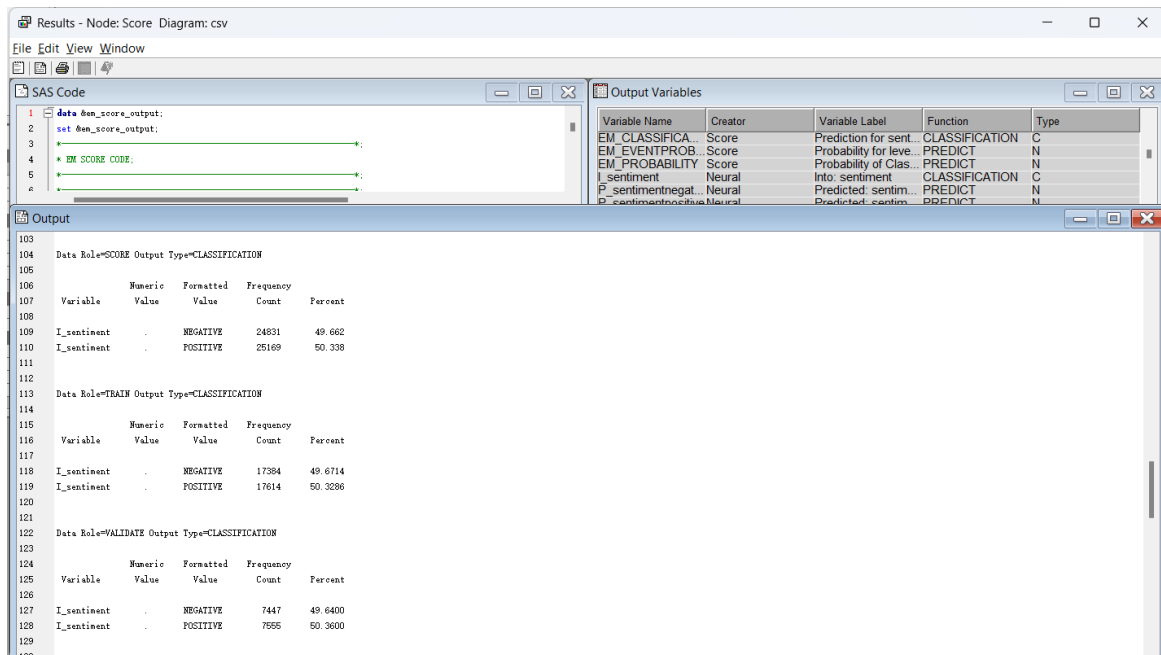 Results - Node: Score Diagram: csv
File Edit View Window
SAS Code
1 data &em_score_output;
2 set &em_score_output;
3 *------------------------------------------------------------*;
4 * EM SCORE CODE;
5 *------------------------------------------------------------*;
6 *------------------------------------------------------------*;
Output Variables
Variable Name Creator Variable Label Function Type
EM_CLASSIFICA... Score Prediction for sent... CLASSIFICATION C
EM_EVENTPROB... Score Probability for leve... PREDICT N
EM_PROBABILITY Score Probability of Clas... PREDICT N
I_sentiment Neural Into: sentiment CLASSIFICATION C
P_sentimentnegat... Neural Predicted: sentim... PREDICT N
P_sentimentpositive Neural Predicted: sentim... PREDICT N
Output
103
104 Data Role=SCORE Output Type=CLASSIFICATION
105
106 Numeric Formatted Frequency
107 Variable Value Value Count Percent
108
109 I_sentiment . NEGATIVE 24831 49.662
110 I_sentiment . POSITIVE 25169 50.338
111
112
113 Data Role=TRAIN Output Type=CLASSIFICATION
114
115 Numeric Formatted Frequency
116 Variable Value Value Count Percent
117
118 I_sentiment . NEGATIVE 17384 49.6714
119 I_sentiment . POSITIVE 17614 50.3286
120
121
122 Data Role=VALIDATE Output Type=CLASSIFICATION
123
124 Numeric Formatted Frequency
125 Variable Value Value Count Percent
126
127 I_sentiment . NEGATIVE 7447 49.6400
128 I_sentiment . POSITIVE 7555 50.3600
129